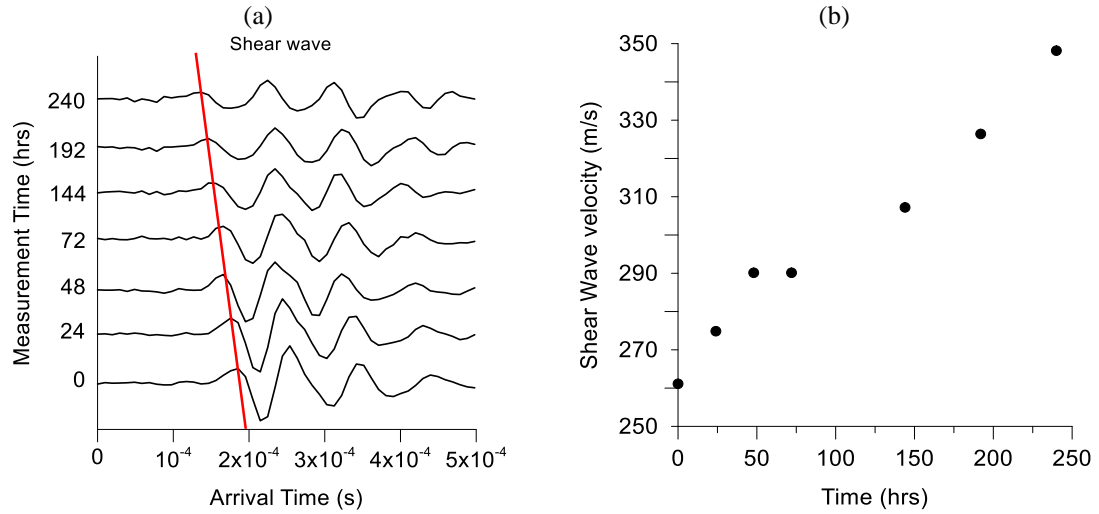 (a)
Shear wave
Measurement Time (hrs)
240
192
144
72
48
24
0
0 10⁻⁴ 2x10⁻⁴ 3x10⁻⁴ 4x10⁻⁴ 5x10⁻⁴
Arrival Time (s)
(b)
Shear Wave velocity (m/s)
350
330
310
290
270
250
0 50 100 150 200 250
Time (hrs)